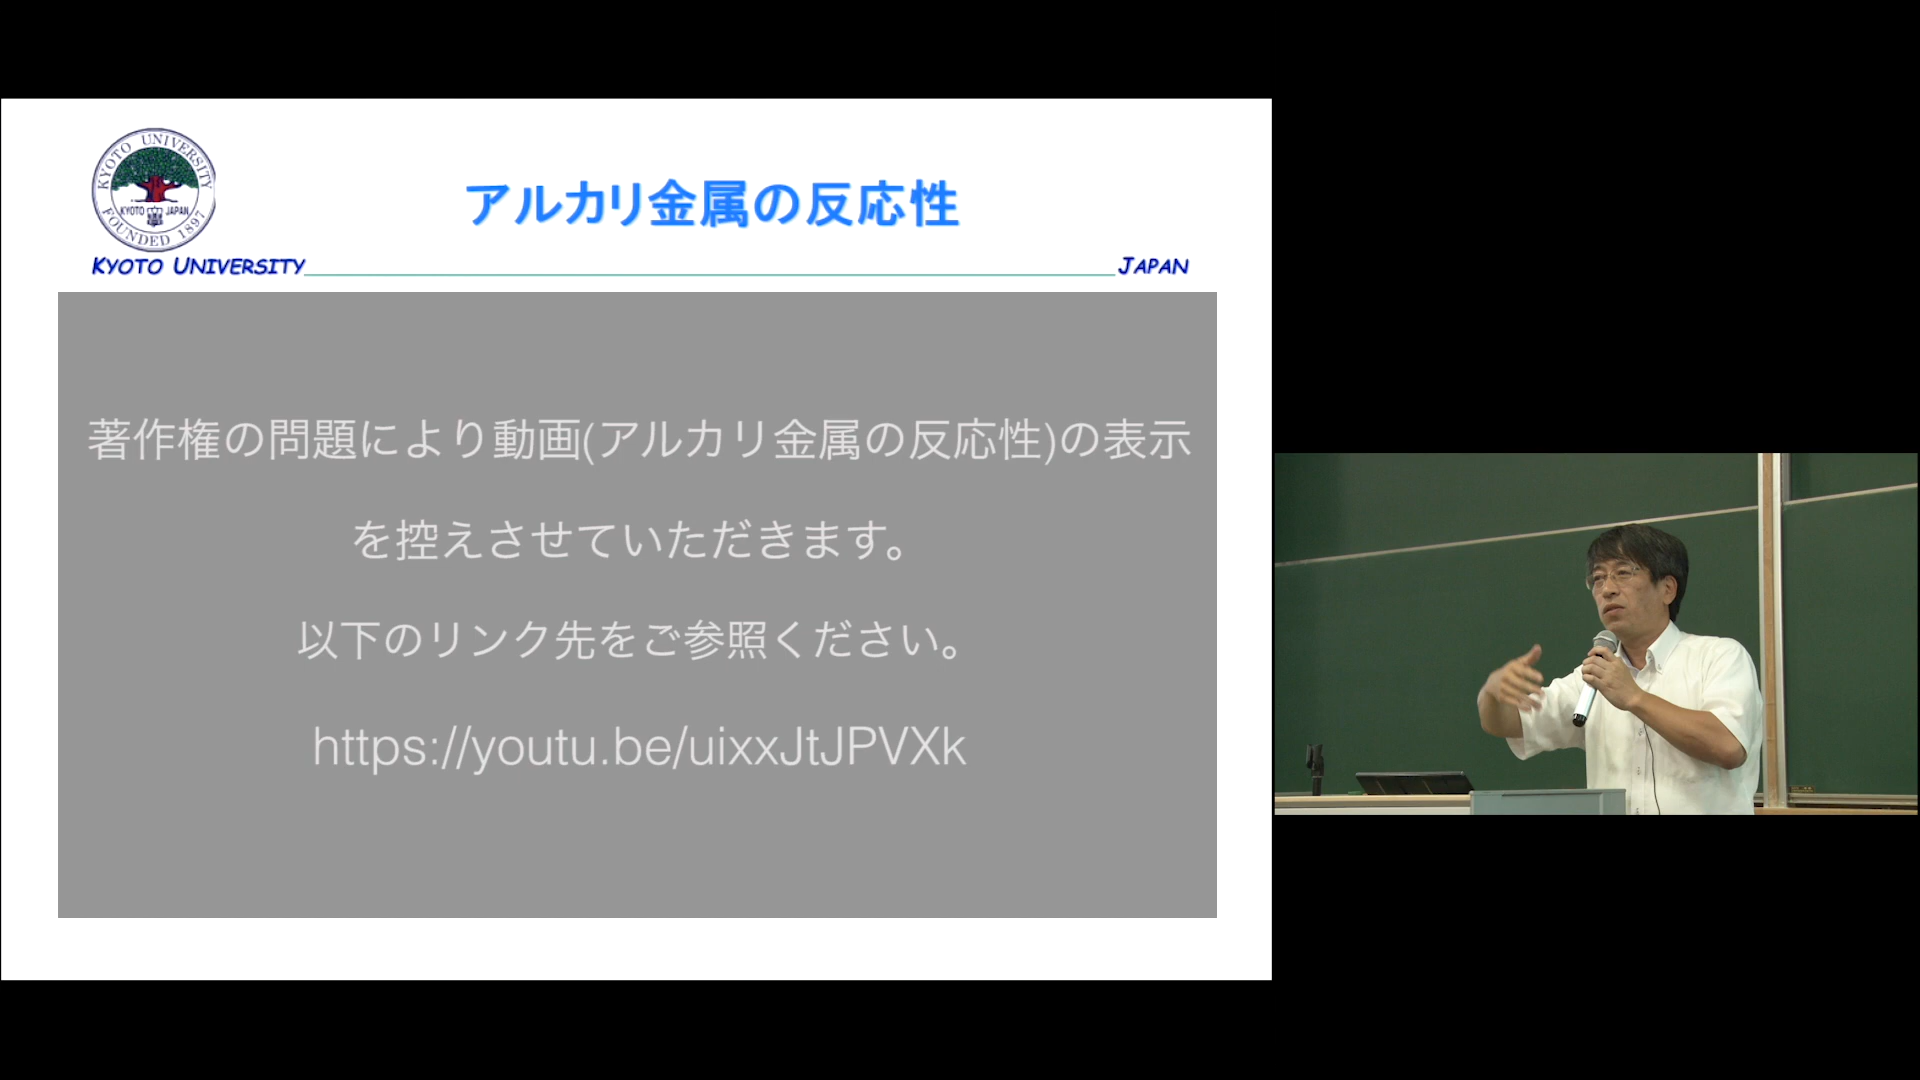 KYOTO UNIVERSITY
KYOTO JAPAN
FOUNDED 1897
アルカリ金属の反応性
KYOTO UNIVERSITY JAPAN
著作権の問題により動画(アルカリ金属の反応性)の表示
を控えさせていただきます。
以下のリンク先をご参照ください。
https://youtu.be/uixxJtJPVXk